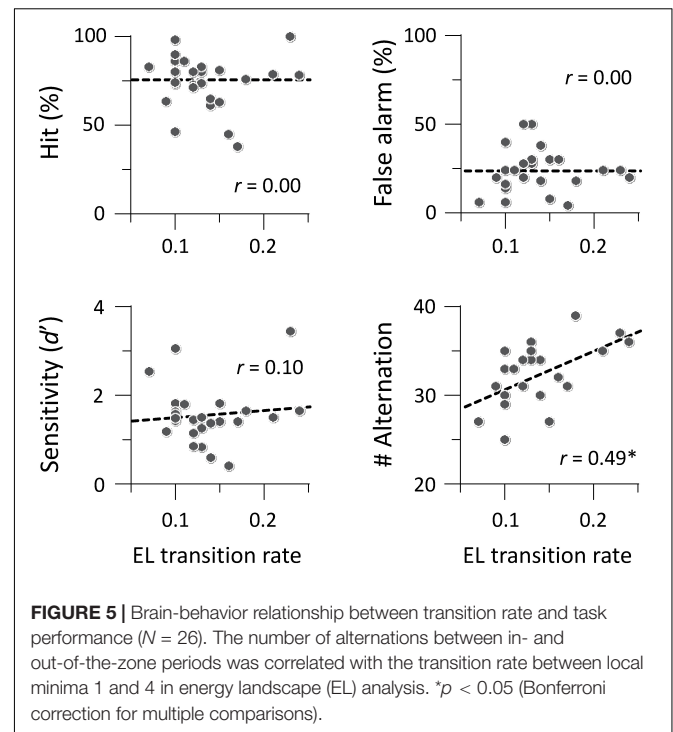 100
50
0
Hit (%)
r = 0.00
0.1 0.2
100
50
0
False alarm (%)
r = 0.00
0.1 0.2
4
2
0
Sensitivity (d′)
r = 0.10
0.1 0.2
EL transition rate
40
30
20
# Alternation
r = 0.49*
0.1 0.2
EL transition rate
FIGURE 5 | Brain-behavior relationship between transition rate and task
performance (N = 26). The number of alternations between in- and
out-of-the-zone periods was correlated with the transition rate between local
minima 1 and 4 in energy landscape (EL) analysis. *p < 0.05 (Bonferroni
correction for multiple comparisons).